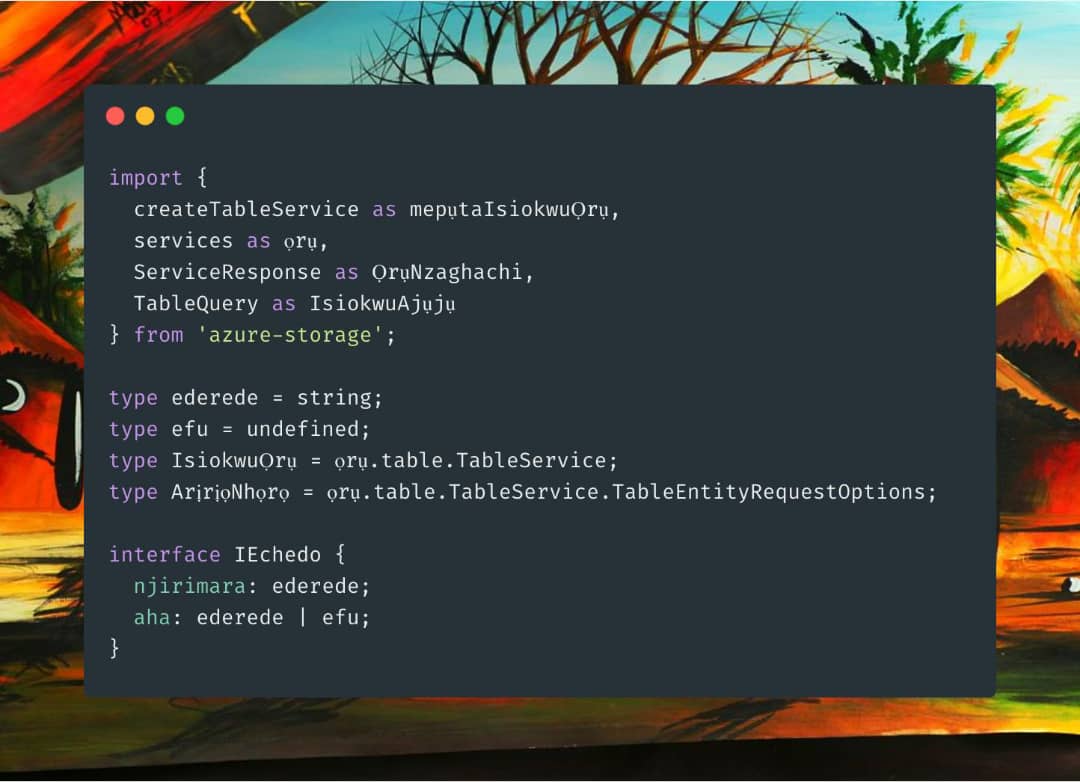 import {
  createTableService as mepụtaIsiokwuỌrụ,
  services as ọrụ,
  ServiceResponse as ỌrụNzaghachi,
  TableQuery as IsiokwuAjụjụ
} from 'azure-storage';
type ederede = string;
type efu = undefined;
type IsiokwuỌrụ = ọrụ.table.TableService;
type ArịrịọNhọrọ = ọrụ.table.TableService.TableEntityRequestOptions;
interface IEchedo {
  njirimara: ederede;
  aha: ederede | efu;
}